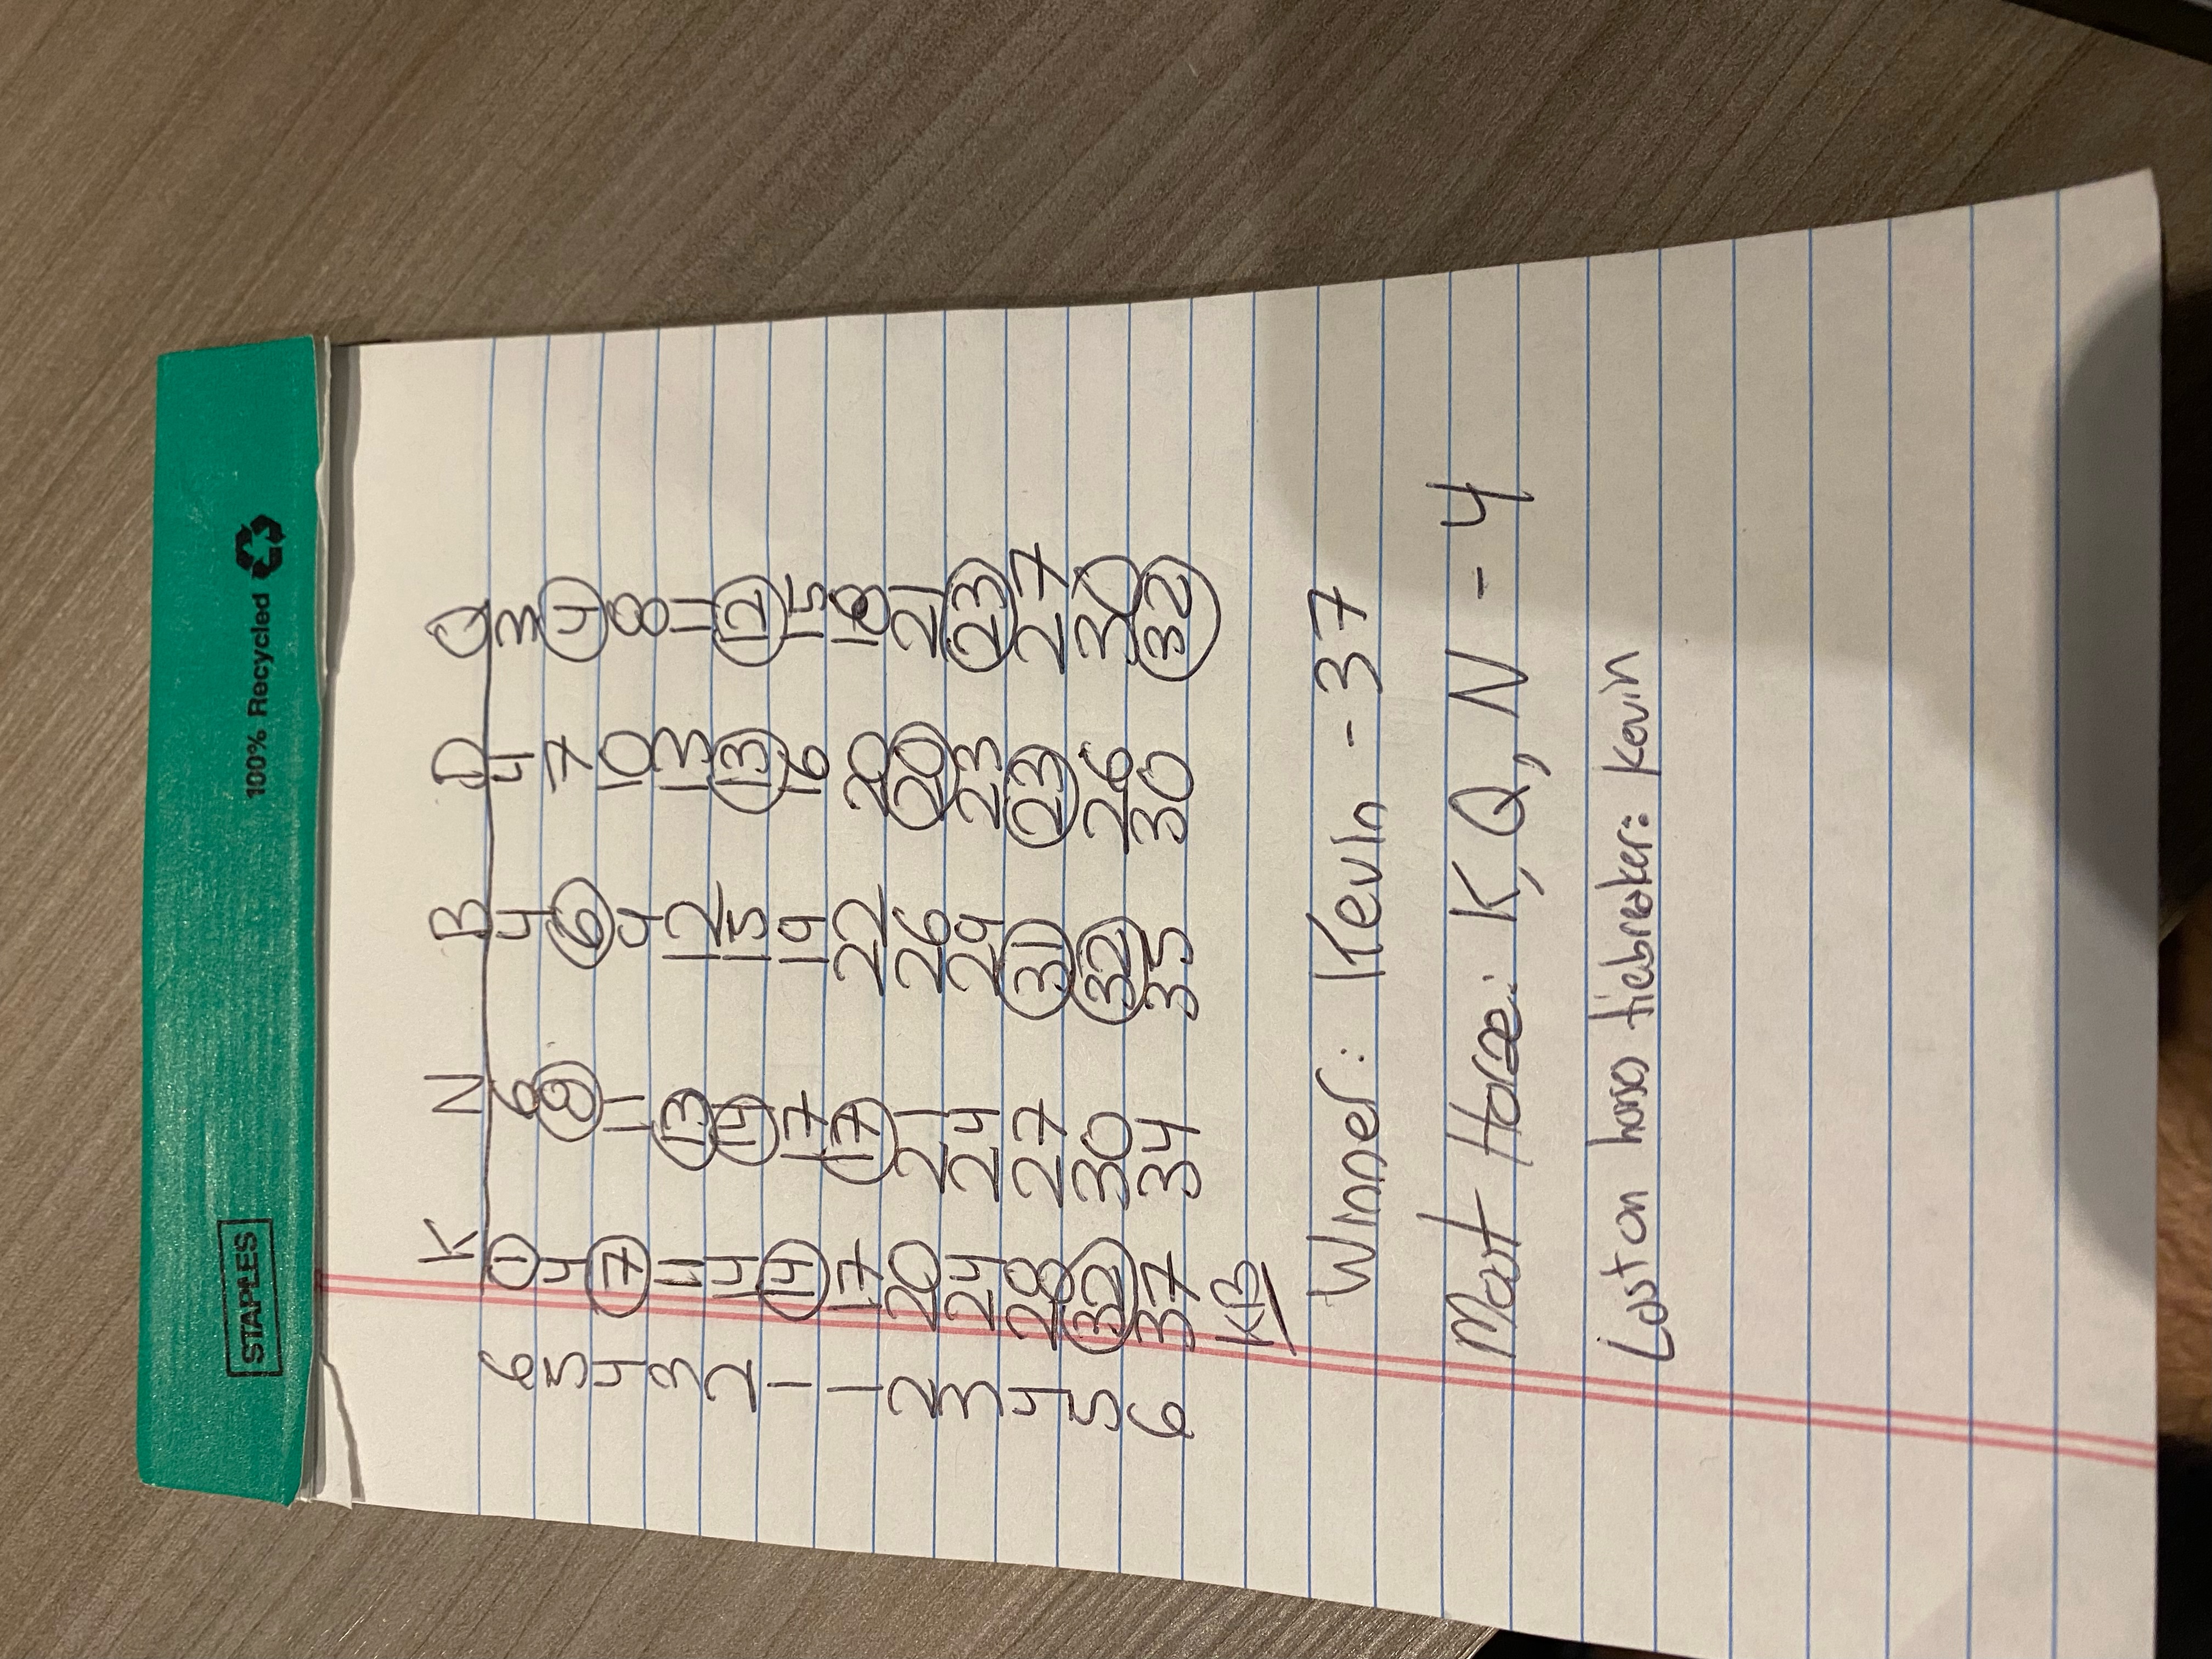 STAPLES 100% Recycled
K N B D Q
6 1 6 4 4 3
5 4 8 6 7 4
4 7 11 9 10 8
3 11 13 12 13 11
2 14 14 15 13 12
1 14 17 19 16 15
1 17 17 22 20 18
2 20 21 26 20 21
3 24 24 29 23 23
4 28 27 31 23 27
5 32 30 32 26 30
6 37 34 35 30 32
KB
Winner: Kevin - 37
Most Horse: K, Q, N - 4
Lost on horses tiebreaker: Kevin